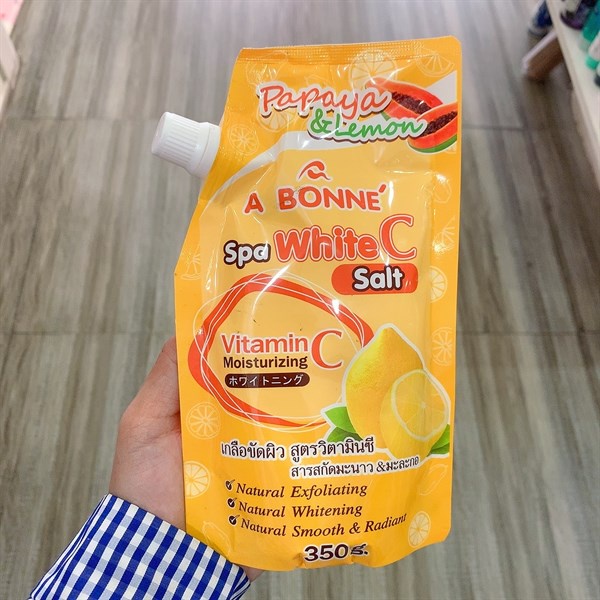 Papaya
& Lemon
A BONNÉ
Spa White C
Salt
Vitamin C
Moisturizing
ホワイトニング
เกลือขัดผิว สูตรวิตามินซี
สารสกัดมะนาว &มะละกอ
Natural Exfoliating
Natural Whitening
Natural Smooth & Radiant
350 g.